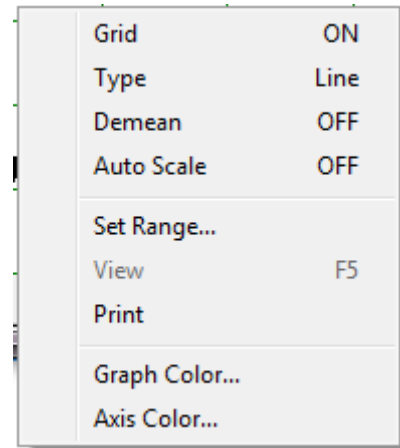 Grid ON
Type Line
Demean OFF
Auto Scale OFF
Set Range...
View F5
Print
Graph Color...
Axis Color...